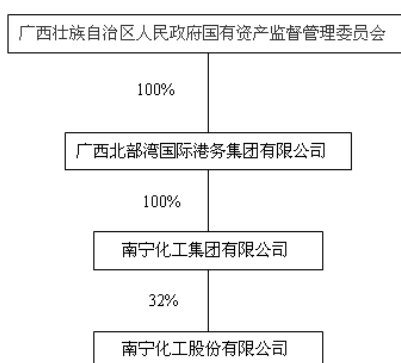 广西壮族自治区人民政府国有资产监督管理委员会
100%
广西北部湾国际港务集团有限公司
100%
南宁化工集团有限公司
32%
南宁化工股份有限公司